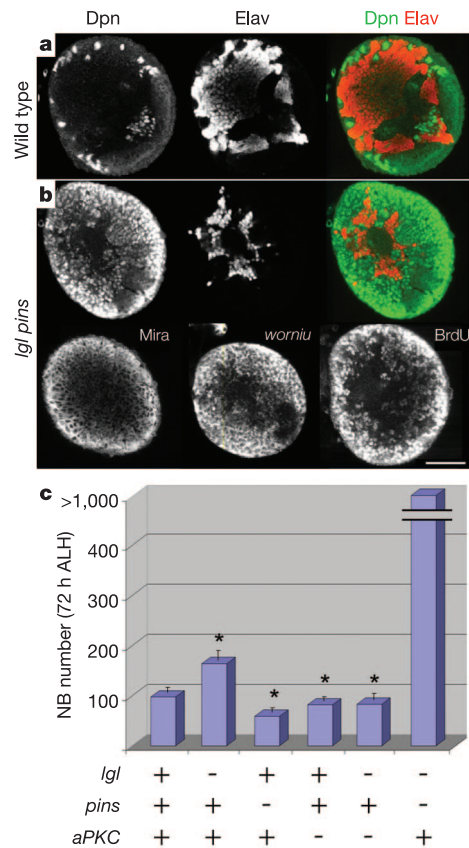 Dpn Elav Dpn Elav
a
Wild type
b
lgl pins
Mira worniu BrdU
c
NB number (72 h ALH)
>1,000
400
300
200
100
* * * *
lgl + - + + - -
pins + + - + + -
aPKC + + + - - +